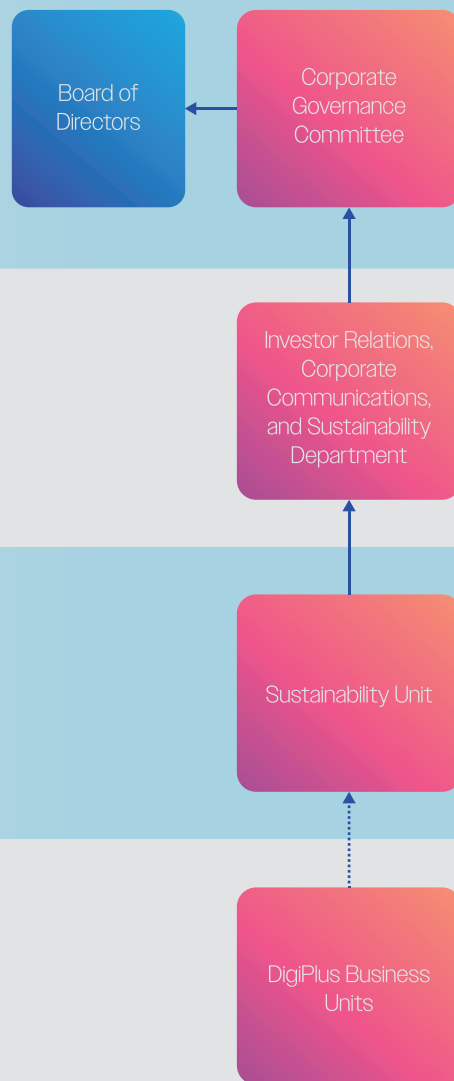 Board of
Directors
Corporate
Governance
Committee
Investor Relations,
Corporate
Communications,
and Sustainability
Department
Sustainability Unit
DigiPlus Business
Units